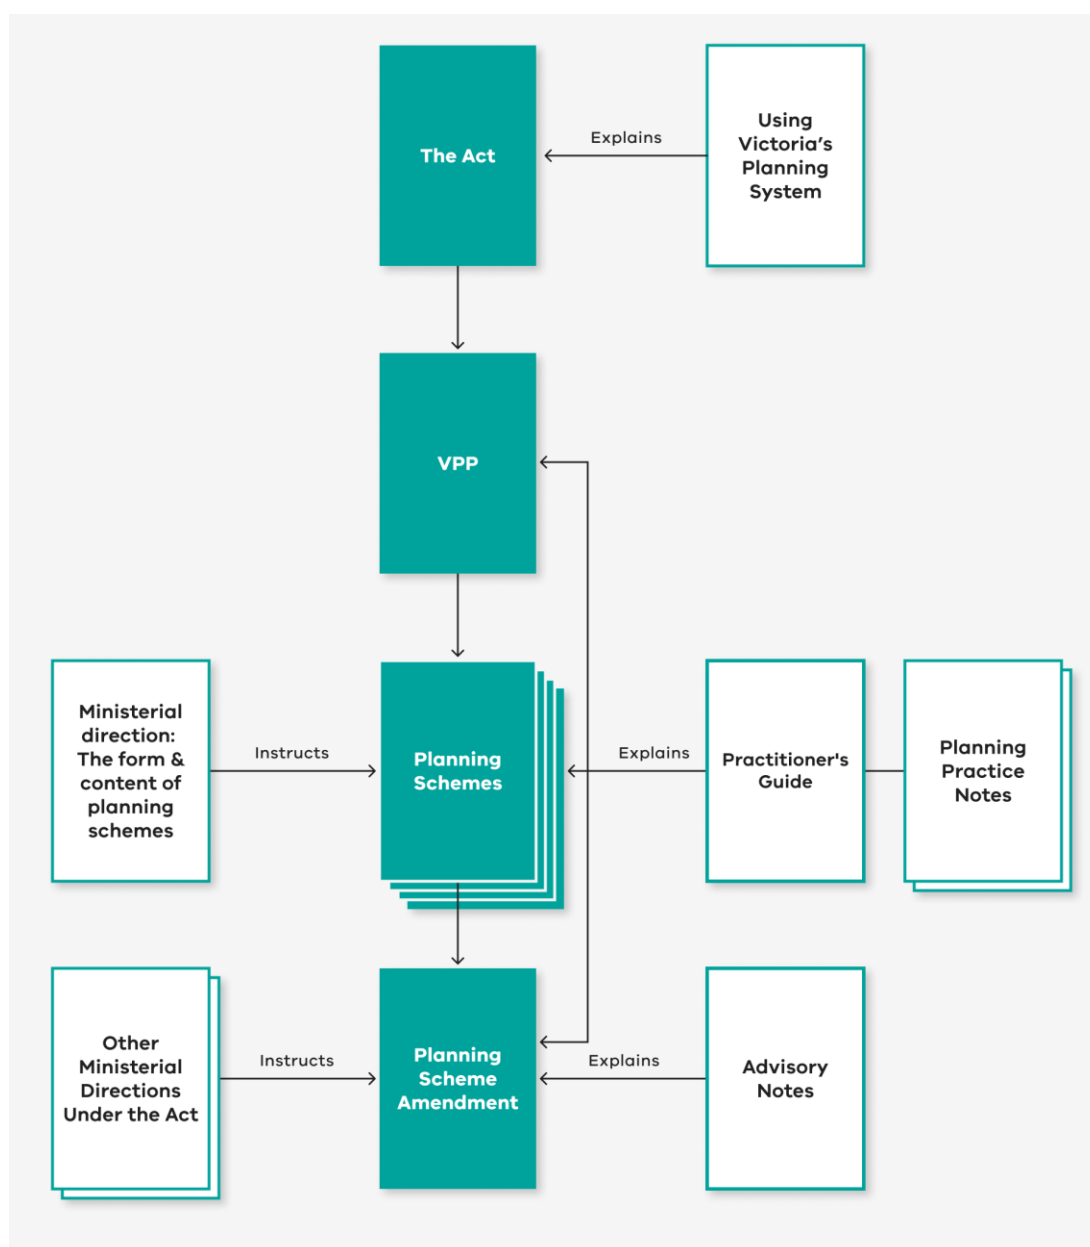 The Act
Explains
Using
Victoria’s
Planning
System
VPP
Ministerial
direction:
The form &
content of
planning
schemes
Instructs
Planning
Schemes
Explains
Practitioner's
Guide
Planning
Practice
Notes
Other
Ministerial
Directions
Under the Act
Instructs
Planning
Scheme
Amendment
Explains
Advisory
Notes